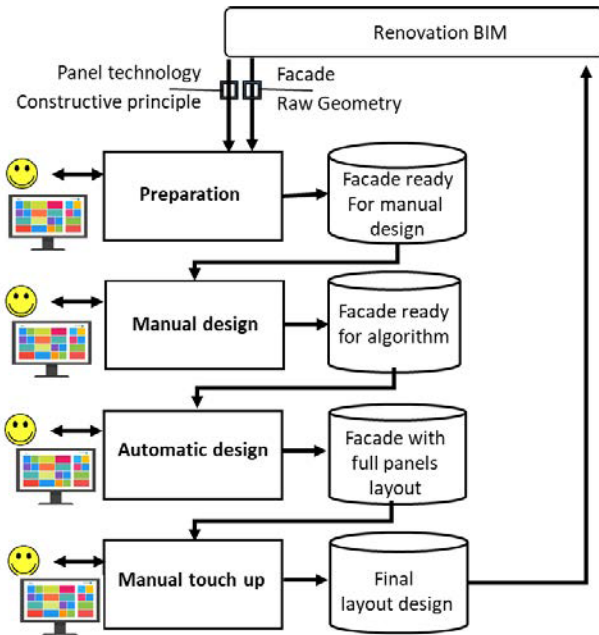 Renovation BIM
Panel technology
Constructive principle
Facade
Raw Geometry
Preparation
Facade ready
For manual
design
Manual design
Facade ready
for algorithm
Automatic design
Facade with
full panels
layout
Manual touch up
Final
layout design